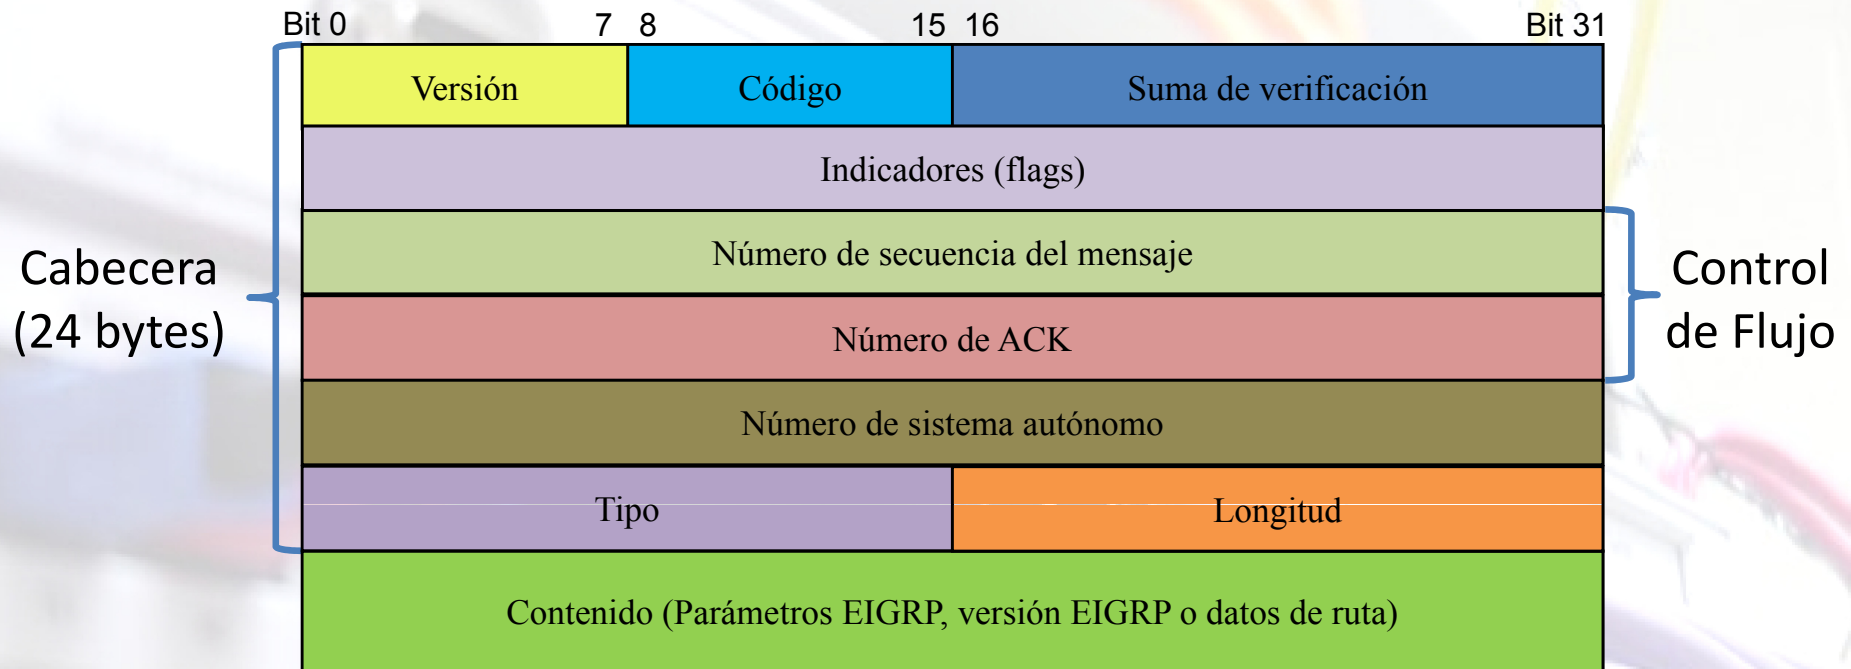 Bit 0 7 8 15 16 Bit 31
Versión Código Suma de verificación
Indicadores (flags)
Número de secuencia del mensaje
Cabecera
(24 bytes)
Control
de Flujo
Número de ACK
Número de sistema autónomo
Tipo Longitud
Contenido (Parámetros EIGRP, versión EIGRP o datos de ruta)